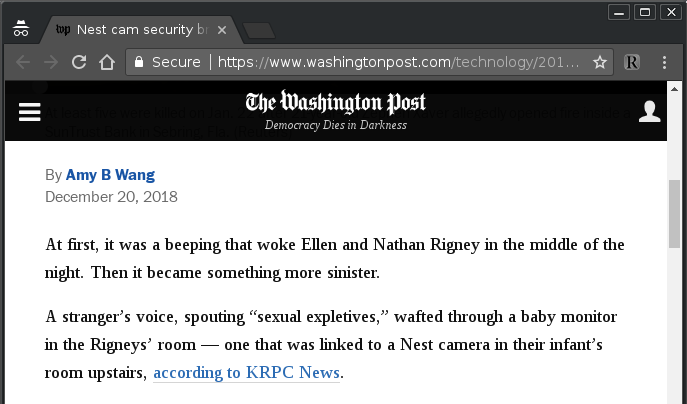 Nest cam security br
Secure
https://www.washingtonpost.com/technology/201...
R
The Washington Post
Democracy Dies in Darkness
By Amy B Wang
December 20, 2018
At first, it was a beeping that woke Ellen and Nathan Rigney in the middle of the
night. Then it became something more sinister.
A stranger’s voice, spouting “sexual expletives,” wafted through a baby monitor
in the Rigneys’ room — one that was linked to a Nest camera in their infant’s
room upstairs, according to KRPC News.